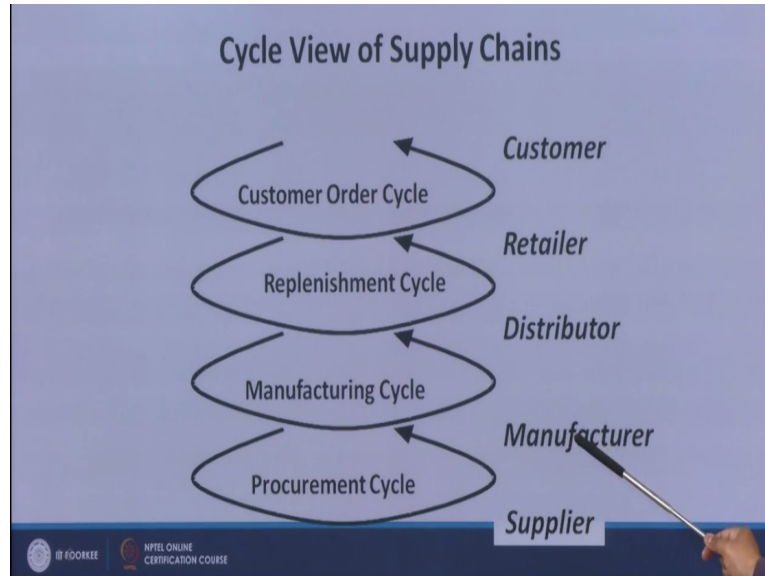 Cycle View of Supply Chains
Customer
Customer Order Cycle
Retailer
Replenishment Cycle
Distributor
Manufacturing Cycle
Manufacturer
Procurement Cycle
Supplier
IIT ROORKEE
NPTEL ONLINE
CERTIFICATION COURSE